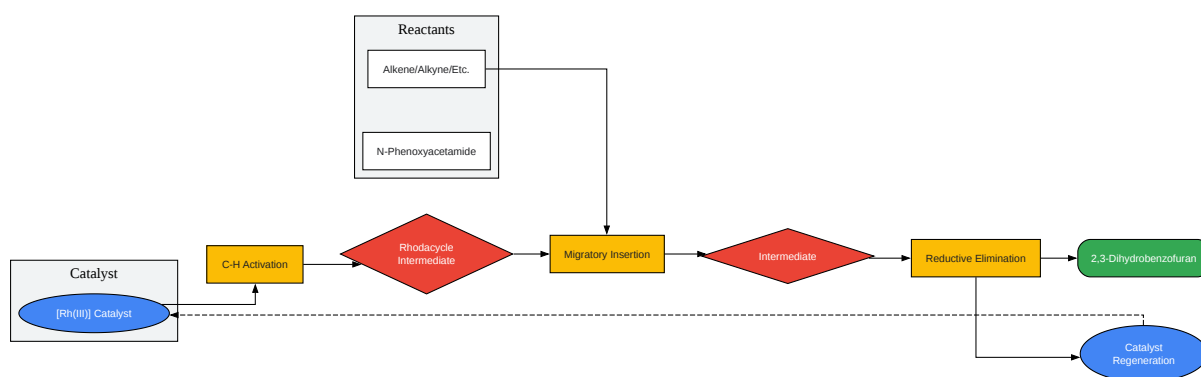 Reactants
Alkene/Alkyne/Etc.
N-Phenoxyacetamide
Rhodacycle
Intermediate
Migratory Insertion
Intermediate
Reductive Elimination
2,3-Dihydrobenzofuran
C-H Activation
Catalyst
[Rh(III)] Catalyst
Catalyst
Regeneration